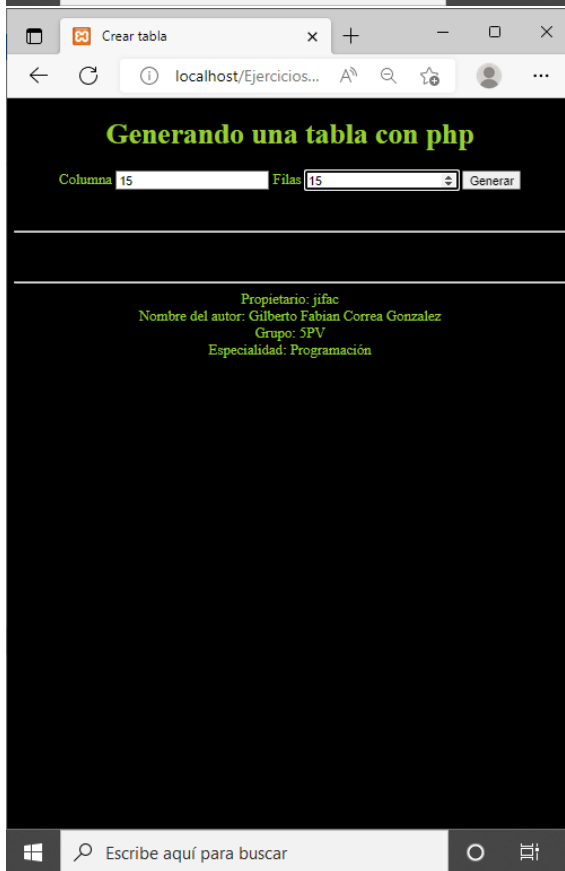 Crear tabla
localhost/Ejercicios...
Generando una tabla con php
Columna 15 Filas 15 Generar
Propietario: jifac
Nombre del autor: Gilberto Fabian Correa Gonzalez
Grupo: 5PV
Especialidad: Programación
Escribe aquí para buscar